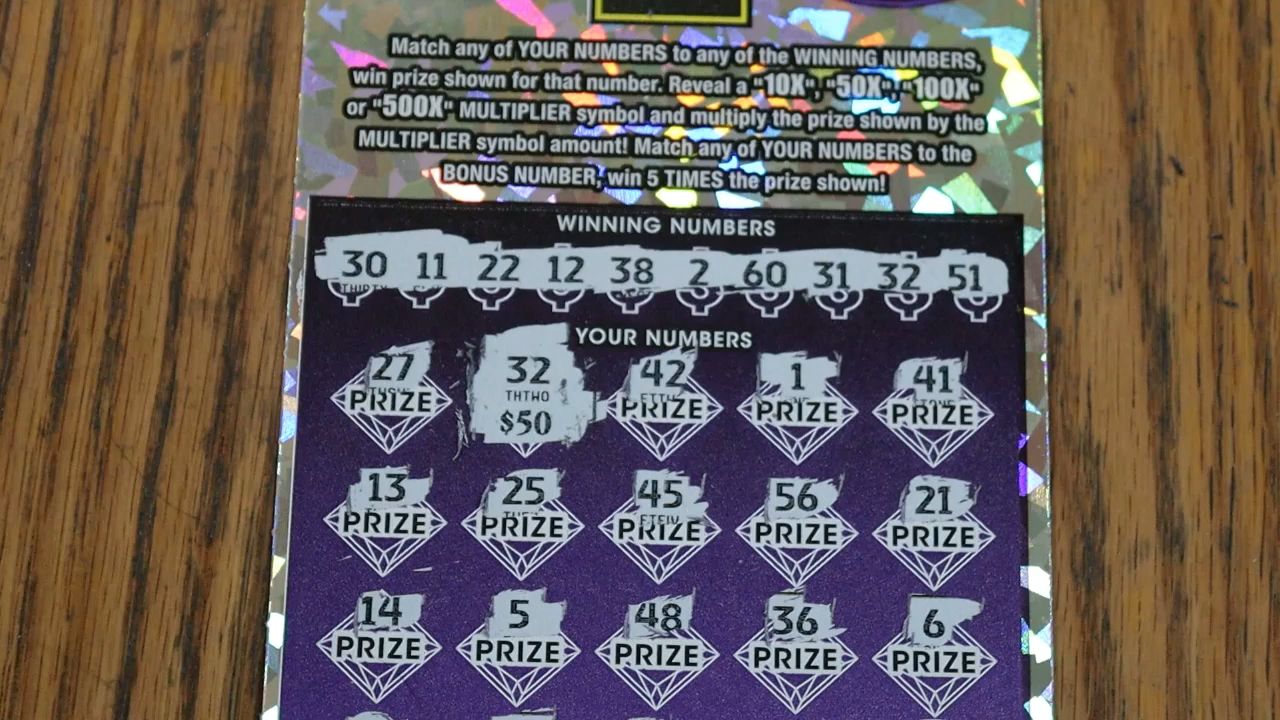 Match any of YOUR NUMBERS to any of the WINNING NUMBERS,
win prize shown for that number. Reveal a "10X", "50X", "100X"
or "500X" MULTIPLIER symbol and multiply the prize shown by the
MULTIPLIER symbol amount! Match any of YOUR NUMBERS to the
BONUS NUMBER, win 5 TIMES the prize shown!
WINNING NUMBERS
30 11 22 12 38 2 60 31 32 51
THIRTY
YOUR NUMBERS
27 32 42 1 41
THTWO
PRIZE $50 PRIZE PRIZE PRIZE
13 25 45 56 21
PRIZE PRIZE PRIZE PRIZE PRIZE
14 5 48 36 6
PRIZE PRIZE PRIZE PRIZE PRIZE